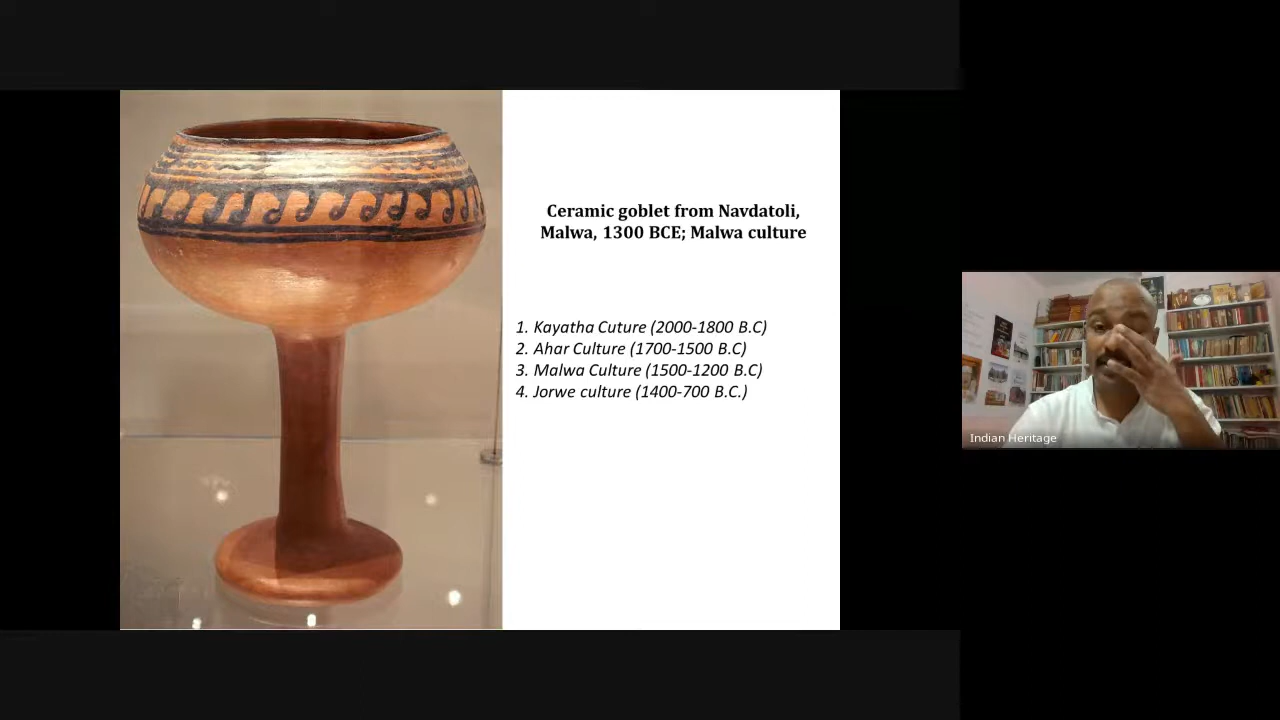 Ceramic goblet from Navdatoli,
Malwa, 1300 BCE; Malwa culture
1. Kayatha Cuture (2000-1800 B.C)
2. Ahar Culture (1700-1500 B.C)
3. Malwa Culture (1500-1200 B.C)
4. Jorwe culture (1400-700 B.C.)
Indian Heritage